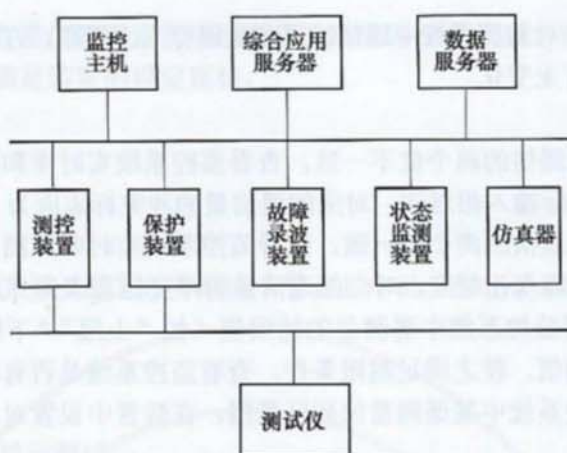 监控
主机
综合应用
服务器
数据
服务器
测控
装置
保护
装置
故障
录波装
置
状态
监测装
置
仿真器
测试仪